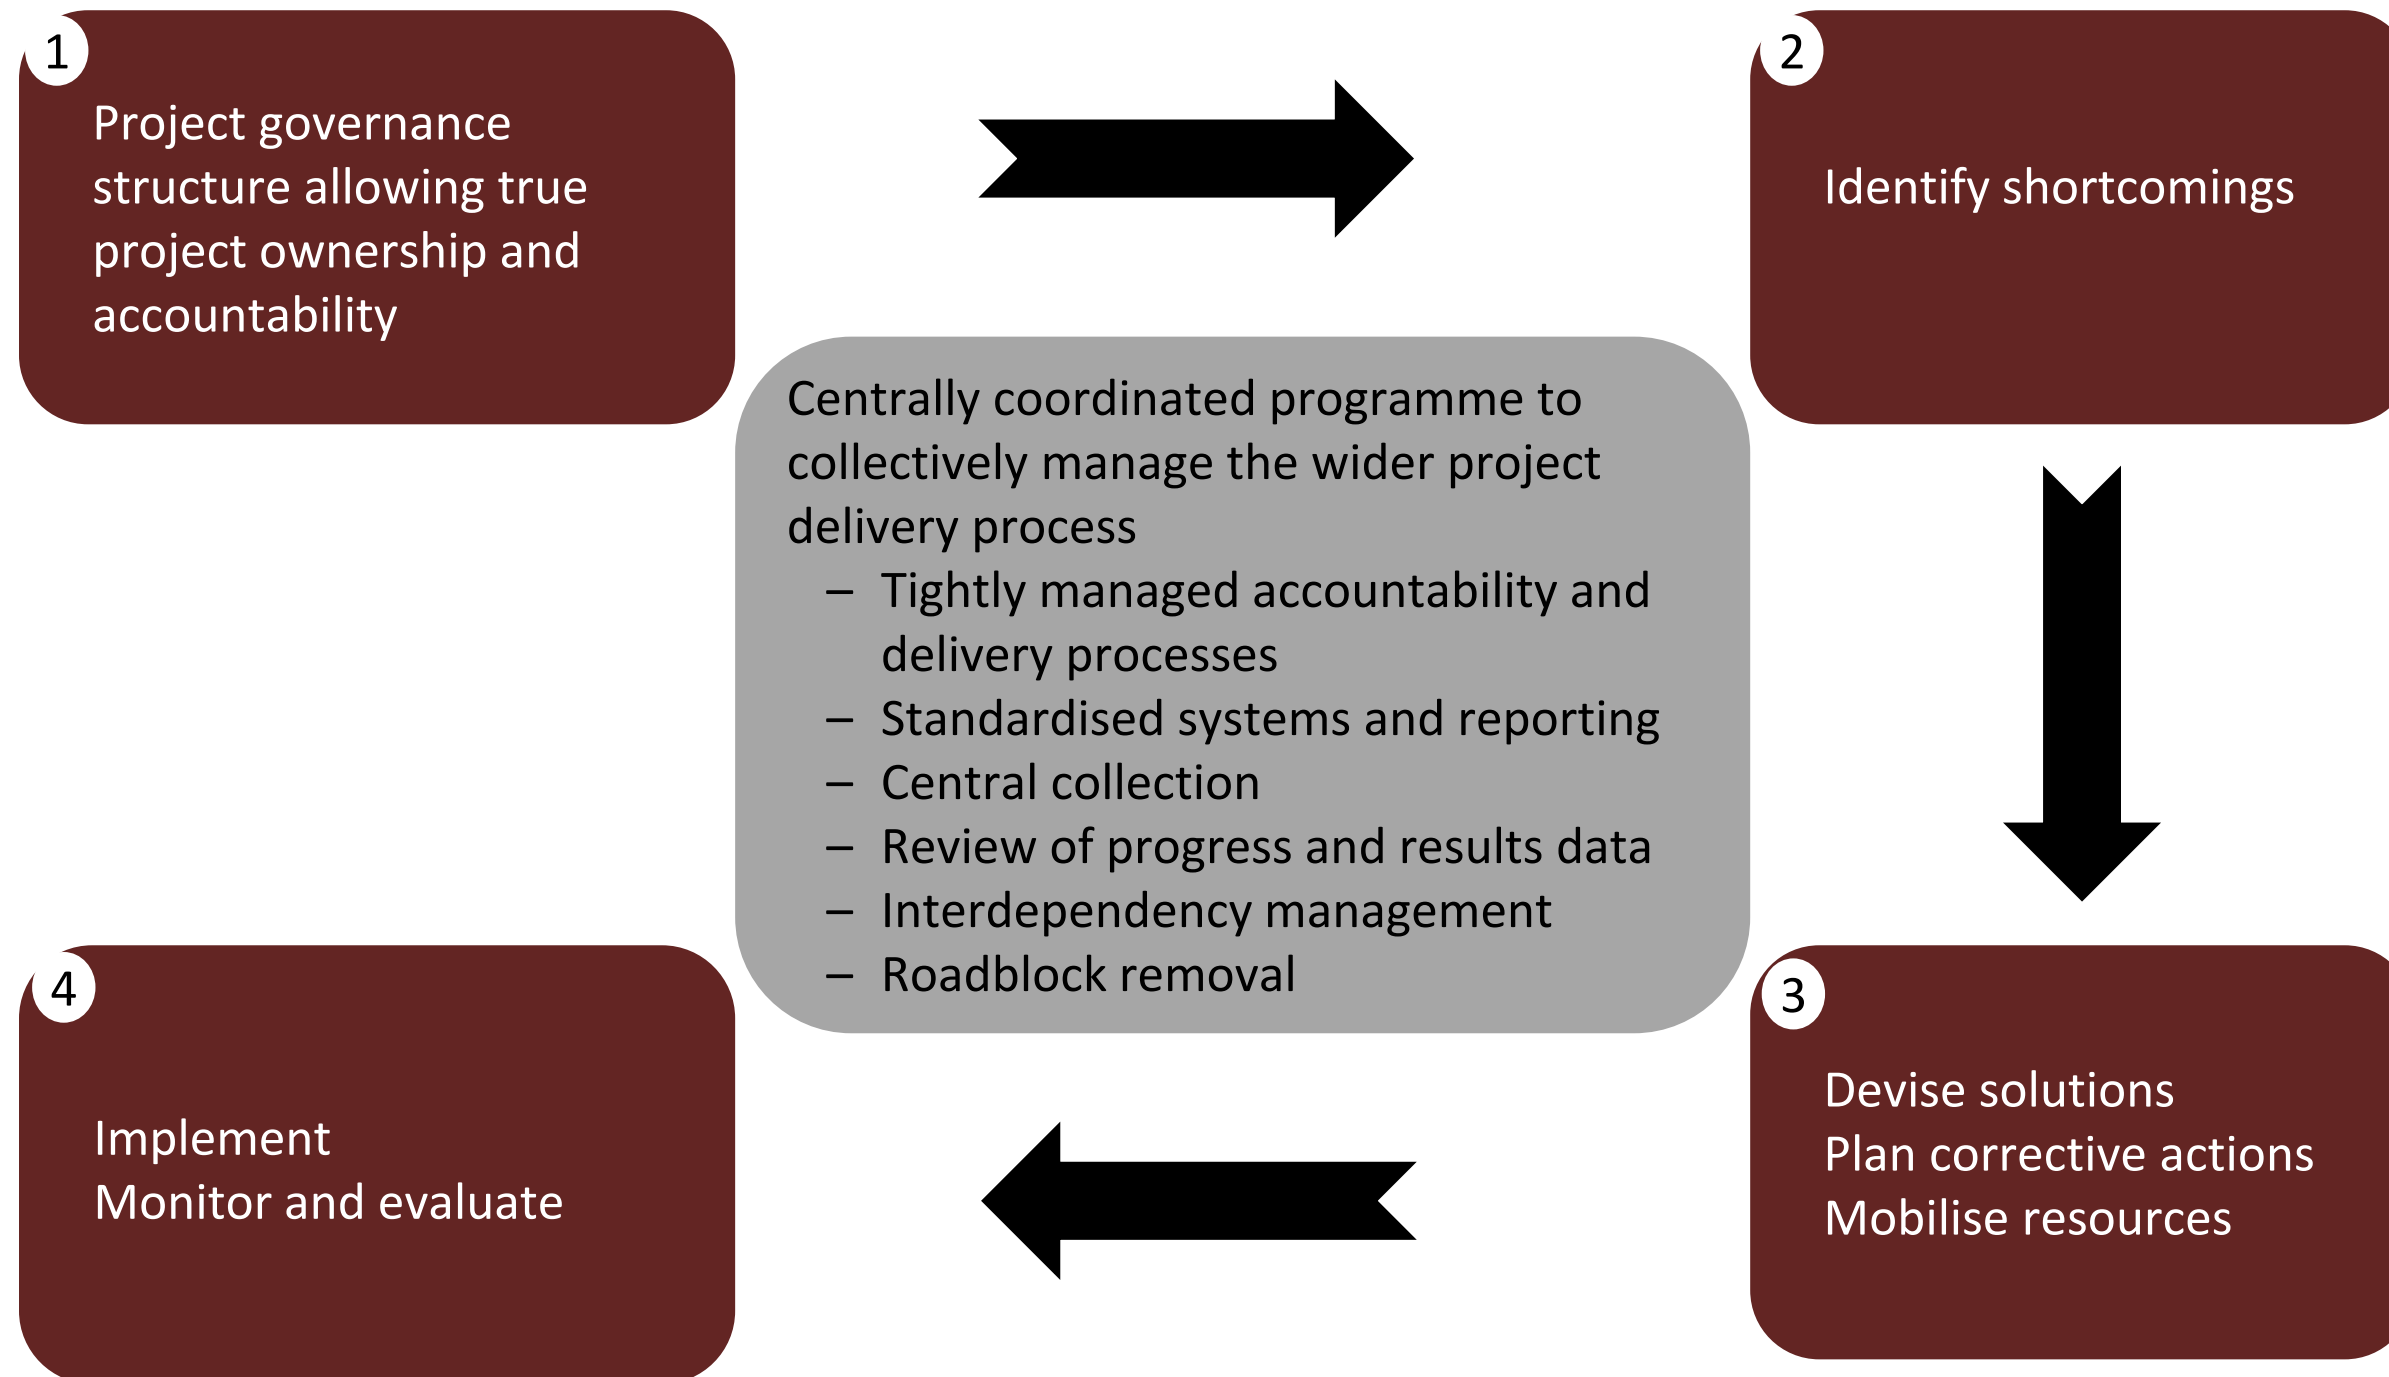 1
Project governance
structure allowing true
project ownership and
accountability
2
Identify shortcomings
Centrally coordinated programme to
collectively manage the wider project
delivery process
– Tightly managed accountability and
delivery processes
– Standardised systems and reporting
– Central collection
– Review of progress and results data
– Interdependency management
– Roadblock removal
3
Devise solutions
Plan corrective actions
Mobilise resources
4
Implement
Monitor and evaluate